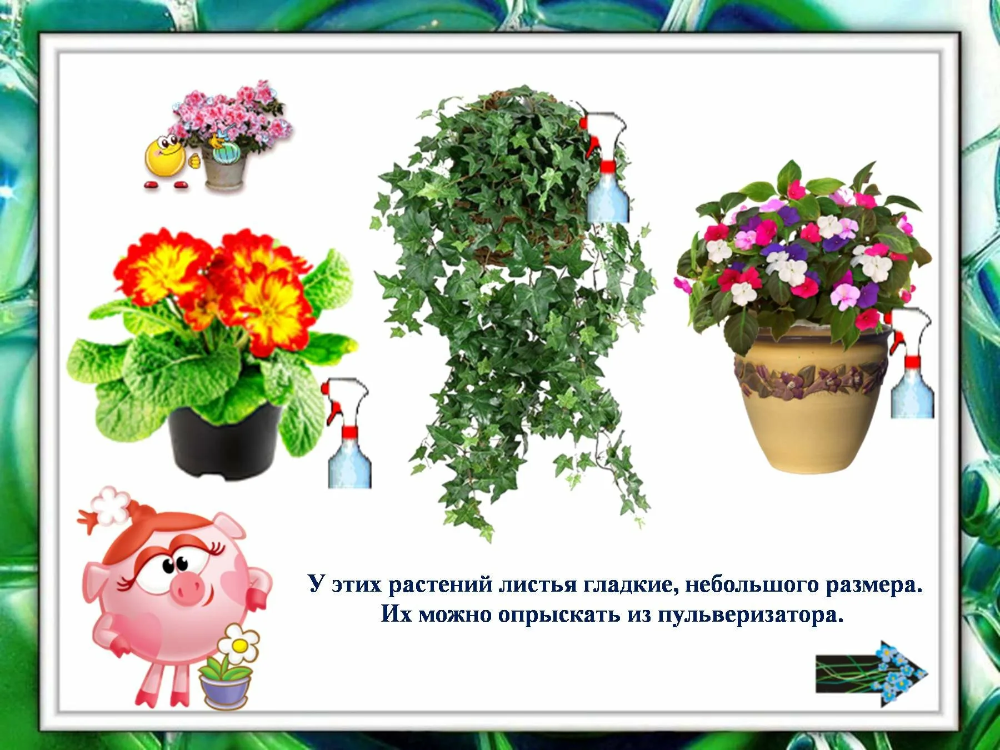 У этих растений листья гладкие, небольшого размера.
Их можно опрыскать из пульверизатора.